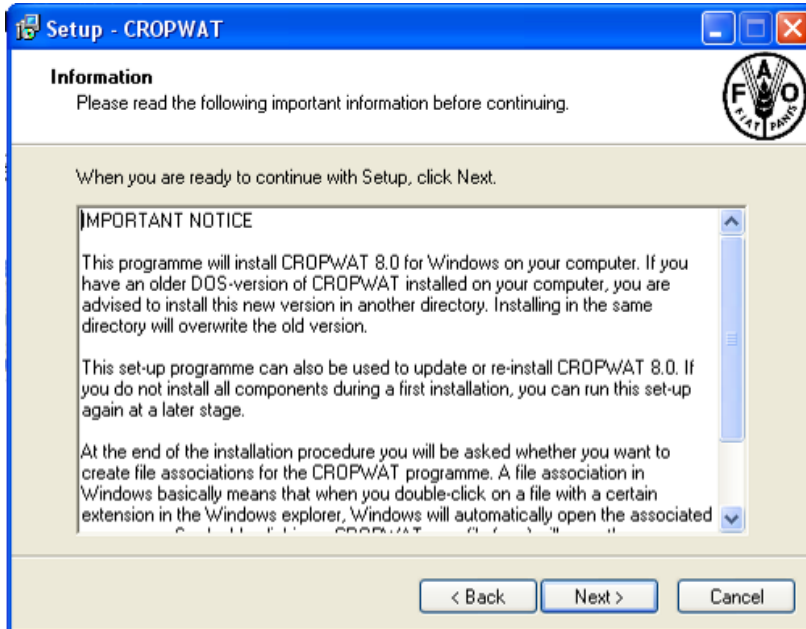 Setup - CROPWAT
Information
Please read the following important information before continuing.
FAO
FIAT PANIS
When you are ready to continue with Setup, click Next.
IMPORTANT NOTICE
This programme will install CROPWAT 8.0 for Windows on your computer. If you
have an older DOS-version of CROPWAT installed on your computer, you are
advised to install this new version in another directory. Installing in the same
directory will overwrite the old version.
This set-up programme can also be used to update or re-install CROPWAT 8.0. If
you do not install all components during a first installation, you can run this set-up
again at a later stage.
At the end of the installation procedure you will be asked whether you want to
create file associations for the CROPWAT programme. A file association in
Windows basically means that when you double-click on a file with a certain
extension in the Windows explorer, Windows will automatically open the associated
< Back
Next >
Cancel